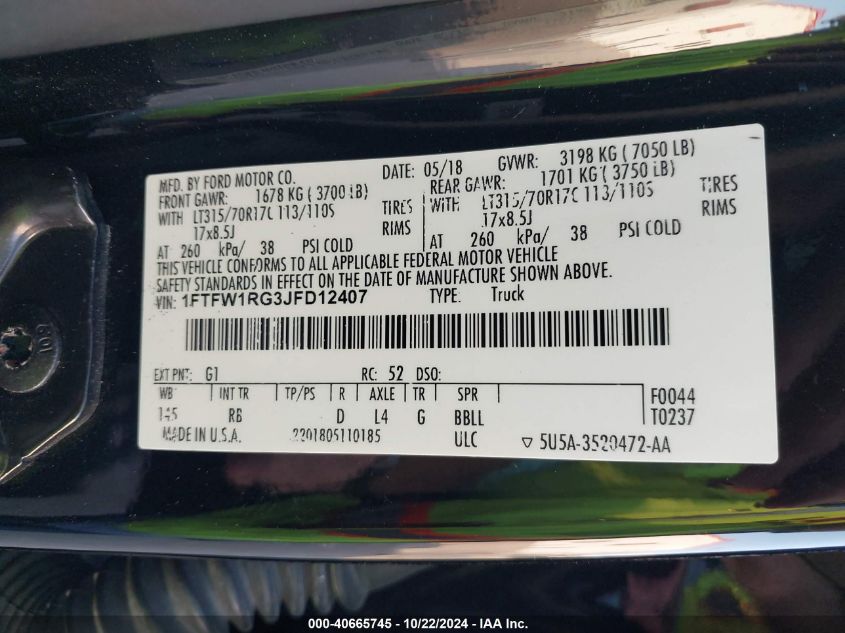 MFD. BY FORD MOTOR CO.
DATE: 05/18 GVWR: 3198 KG ( 7050 LB)
FRONT GAWR: 1678 KG ( 3700 LB)
REAR GAWR: 1701 KG ( 3750 LB)
WITH LT315/70R17C 113/110S TIRES
WITH LT315/70R17C 113/110S TIRES
17x8.5J RIMS
17x8.5J RIMS
AT 260 kPa/ 38 PSI COLD
AT 260 kPa/ 38 PSI COLD
THIS VEHICLE CONFORMS TO ALL APPLICABLE FEDERAL MOTOR VEHICLE
SAFETY STANDARDS IN EFFECT ON THE DATE OF MANUFACTURE SHOWN ABOVE.
VIN: 1FTFW1RG3JFD12407 TYPE: Truck
EXT PNT: G1 RC: 52 DSO:
WB INT TR TP/PS R AXLE TR SPR
145 RB D L4 G BBLL
F0044
T0237
MADE IN U.S.A. 2201805110185 ULC ▽ 5U5A-3520472-AA
109
000-40665745 - 10/22/2024 - IAA Inc.